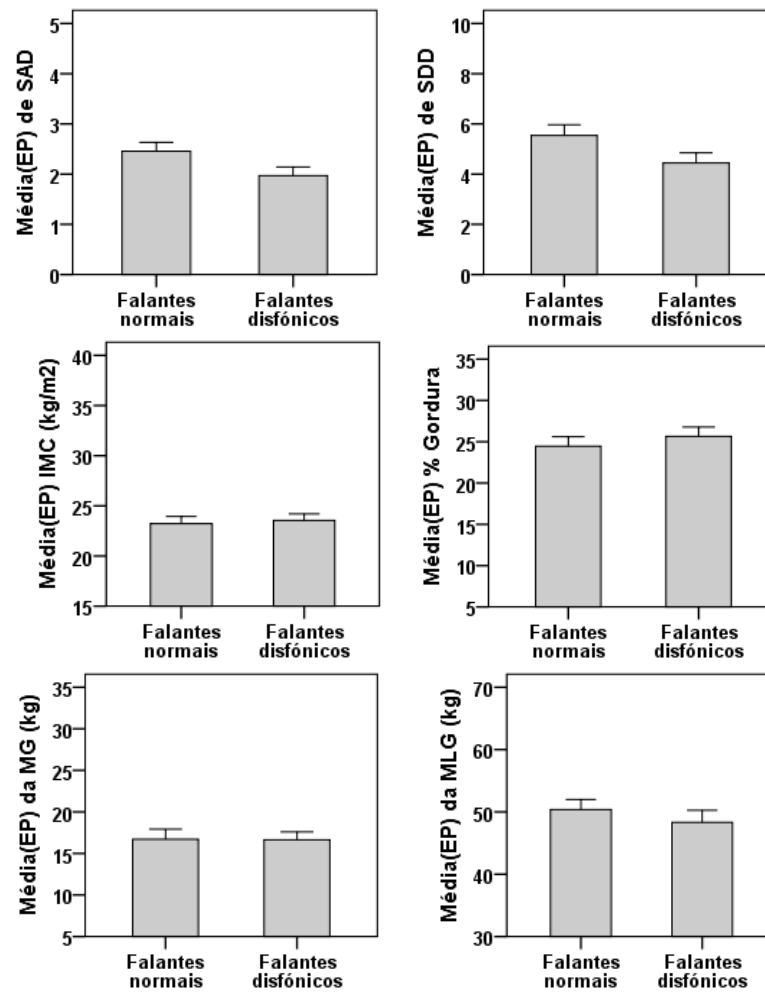 Média(EP) de SAD
5
4
3
2
1
0
Falantes normais
Falantes disfónicos
Média(EP) de SDD
10
8
6
4
2
0
Falantes normais
Falantes disfónicos
Média(EP) IMC (kg/m2)
40
35
30
25
20
15
Falantes normais
Falantes disfónicos
Média(EP) % Gordura
35
30
25
20
15
10
5
Falantes normais
Falantes disfónicos
Média(EP) da MG (kg)
35
30
25
20
15
10
5
Falantes normais
Falantes disfónicos
Média(EP) da MLG (kg)
70
60
50
40
30
Falantes normais
Falantes disfónicos